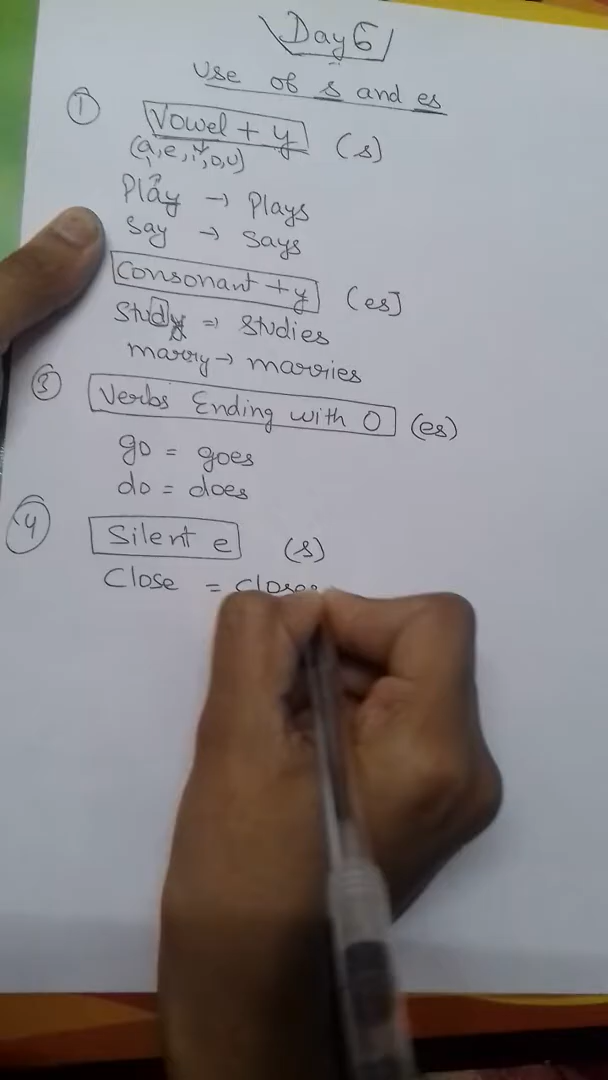 Day 6
Use of s and es
① Vowel + y (s)
(a, e, i, o, u)
Play → Plays
Say → Says
Consonant + y (es]
Study ⇒ Studies
marry → marries
③ Verbs Ending with O (es)
go = goes
do = does
④ Silent e (s)
Close = Closes